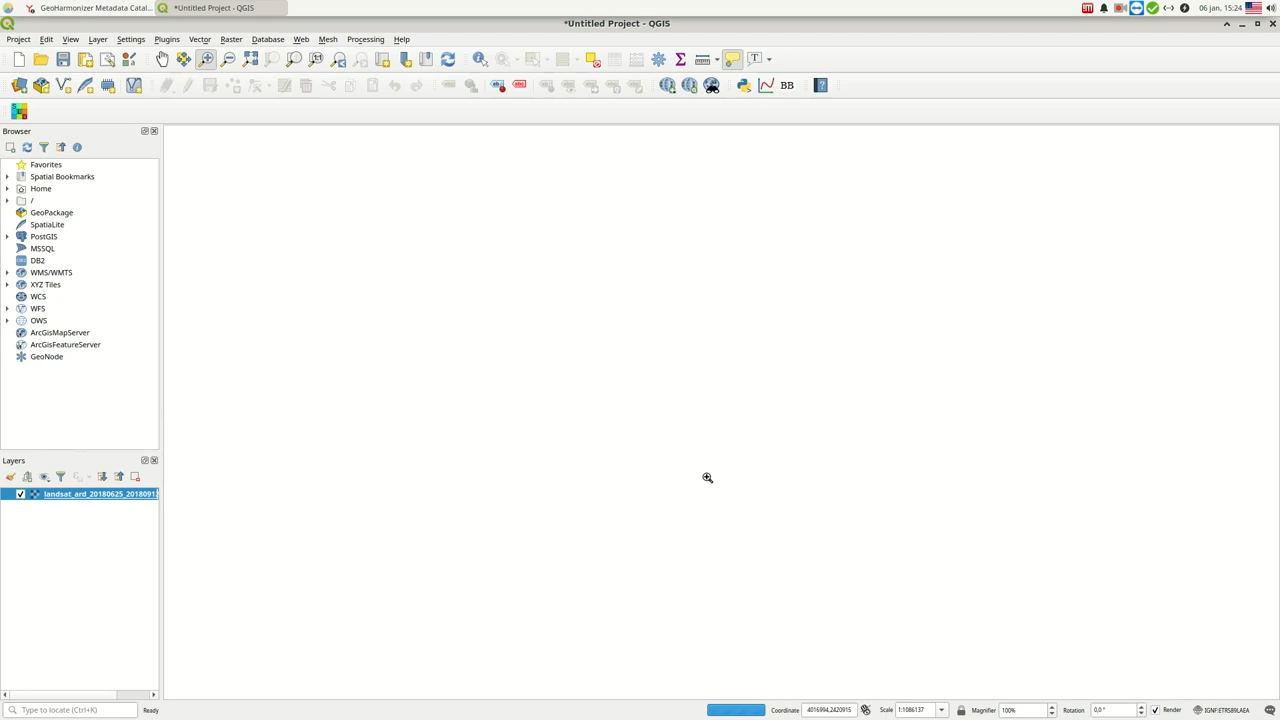 GeoHarmonizer Metadata Catal...
*Untitled Project - QGIS
06 jan, 15:24
*Untitled Project - QGIS
Project Edit View Layer Settings Plugins Vector Raster Database Web Mesh Processing Help
BB
Browser
Favorites
Spatial Bookmarks
Home
/
GeoPackage
SpatiaLite
PostGIS
MSSQL
DB2
WMS/WMTS
XYZ Tiles
WCS
WFS
OWS
ArcGisMapServer
ArcGisFeatureServer
GeoNode
Layers
landsat_ard_20180625_2018091
Type to locate (Ctrl+K)
Ready
Coordinate 4016994,2420915
Scale 1:1086137
Magnifier 100%
Rotation 0,0 °
Render
IGNF:ETRS89LAEA